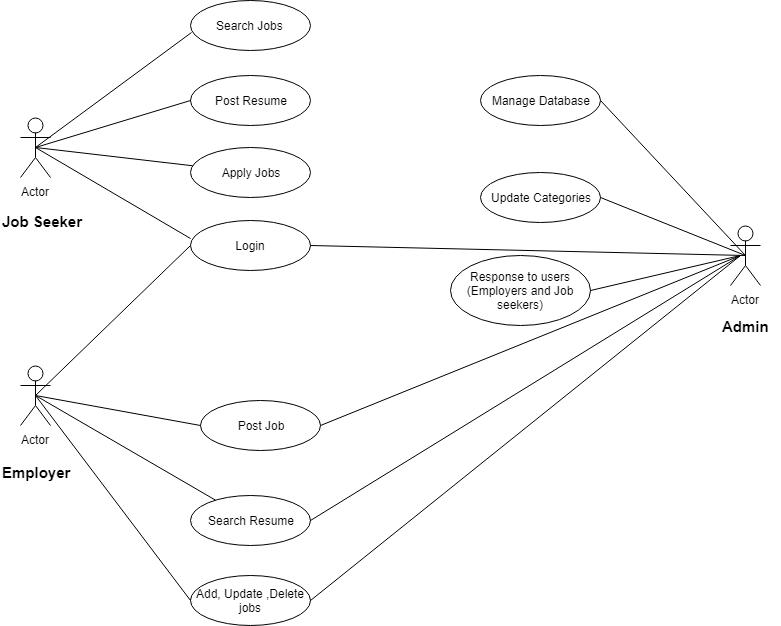 Search Jobs
Post Resume
Manage Database
Apply Jobs
Actor
Job Seeker
Update Categories
Login
Response to users
(Employers and Job
seekers)
Actor
Admin
Post Job
Actor
Employer
Search Resume
Add, Update ,Delete
jobs